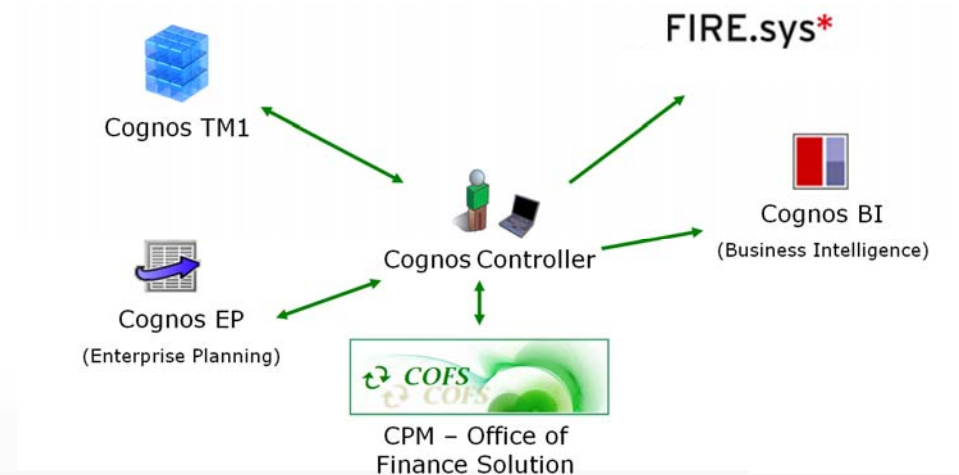 FIRE.sys*
Cognos TM1
Cognos BI
(Business Intelligence)
Cognos Controller
Cognos EP
(Enterprise Planning)
COFS
COFS
CPM – Office of
Finance Solution